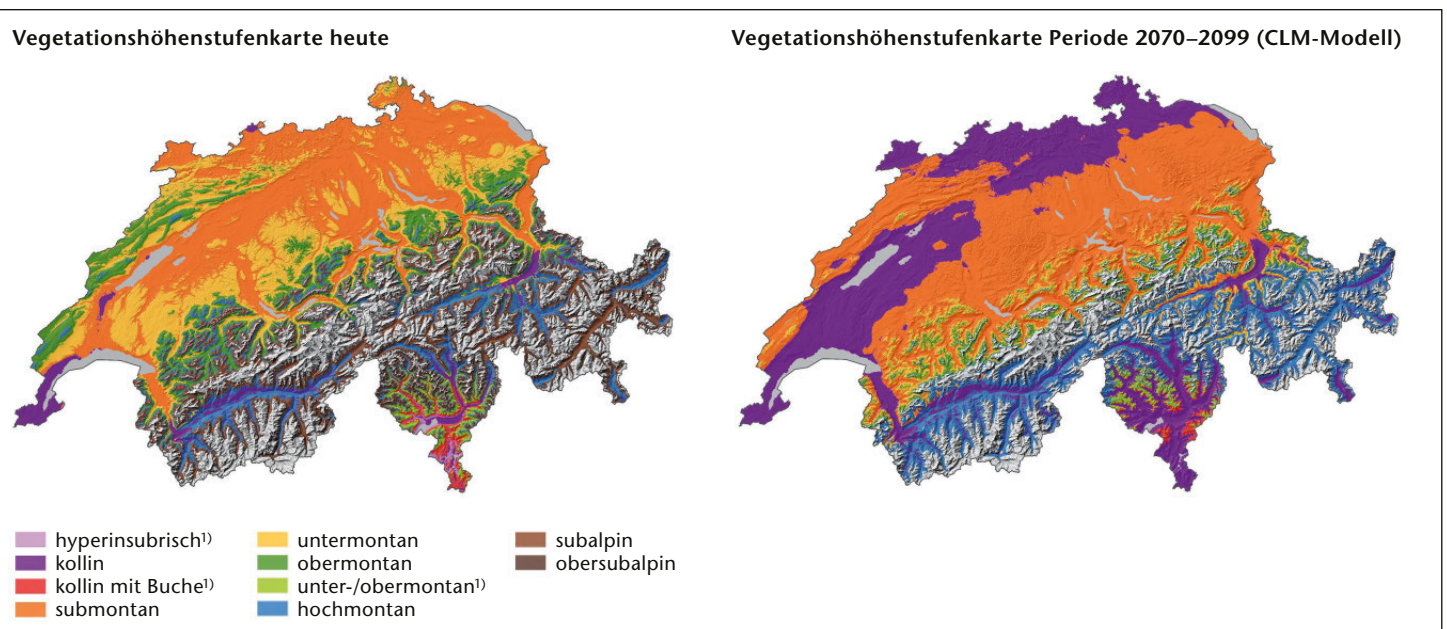 Vegetationshöhenstufenkarte heute
Vegetationshöhenstufenkarte Periode 2070–2099 (CLM-Modell)
hyperinsubrisch1)
kollin
kollin mit Buche1)
submontan
untermontan
obermontan
unter-/obermontan1)
hochmontan
subalpin
obersubalpin